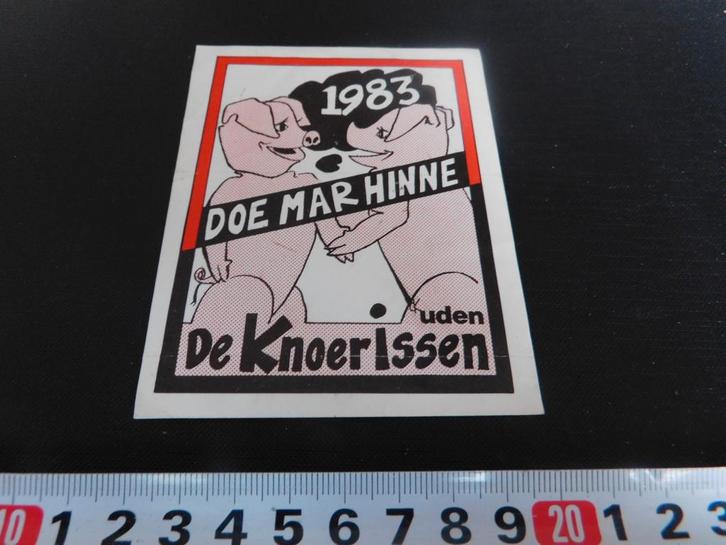 1983
DOE MAR HINNE
uden
De KnoerIssen
10 1 2 3 4 5 6 7 8 9 20 1 2 3